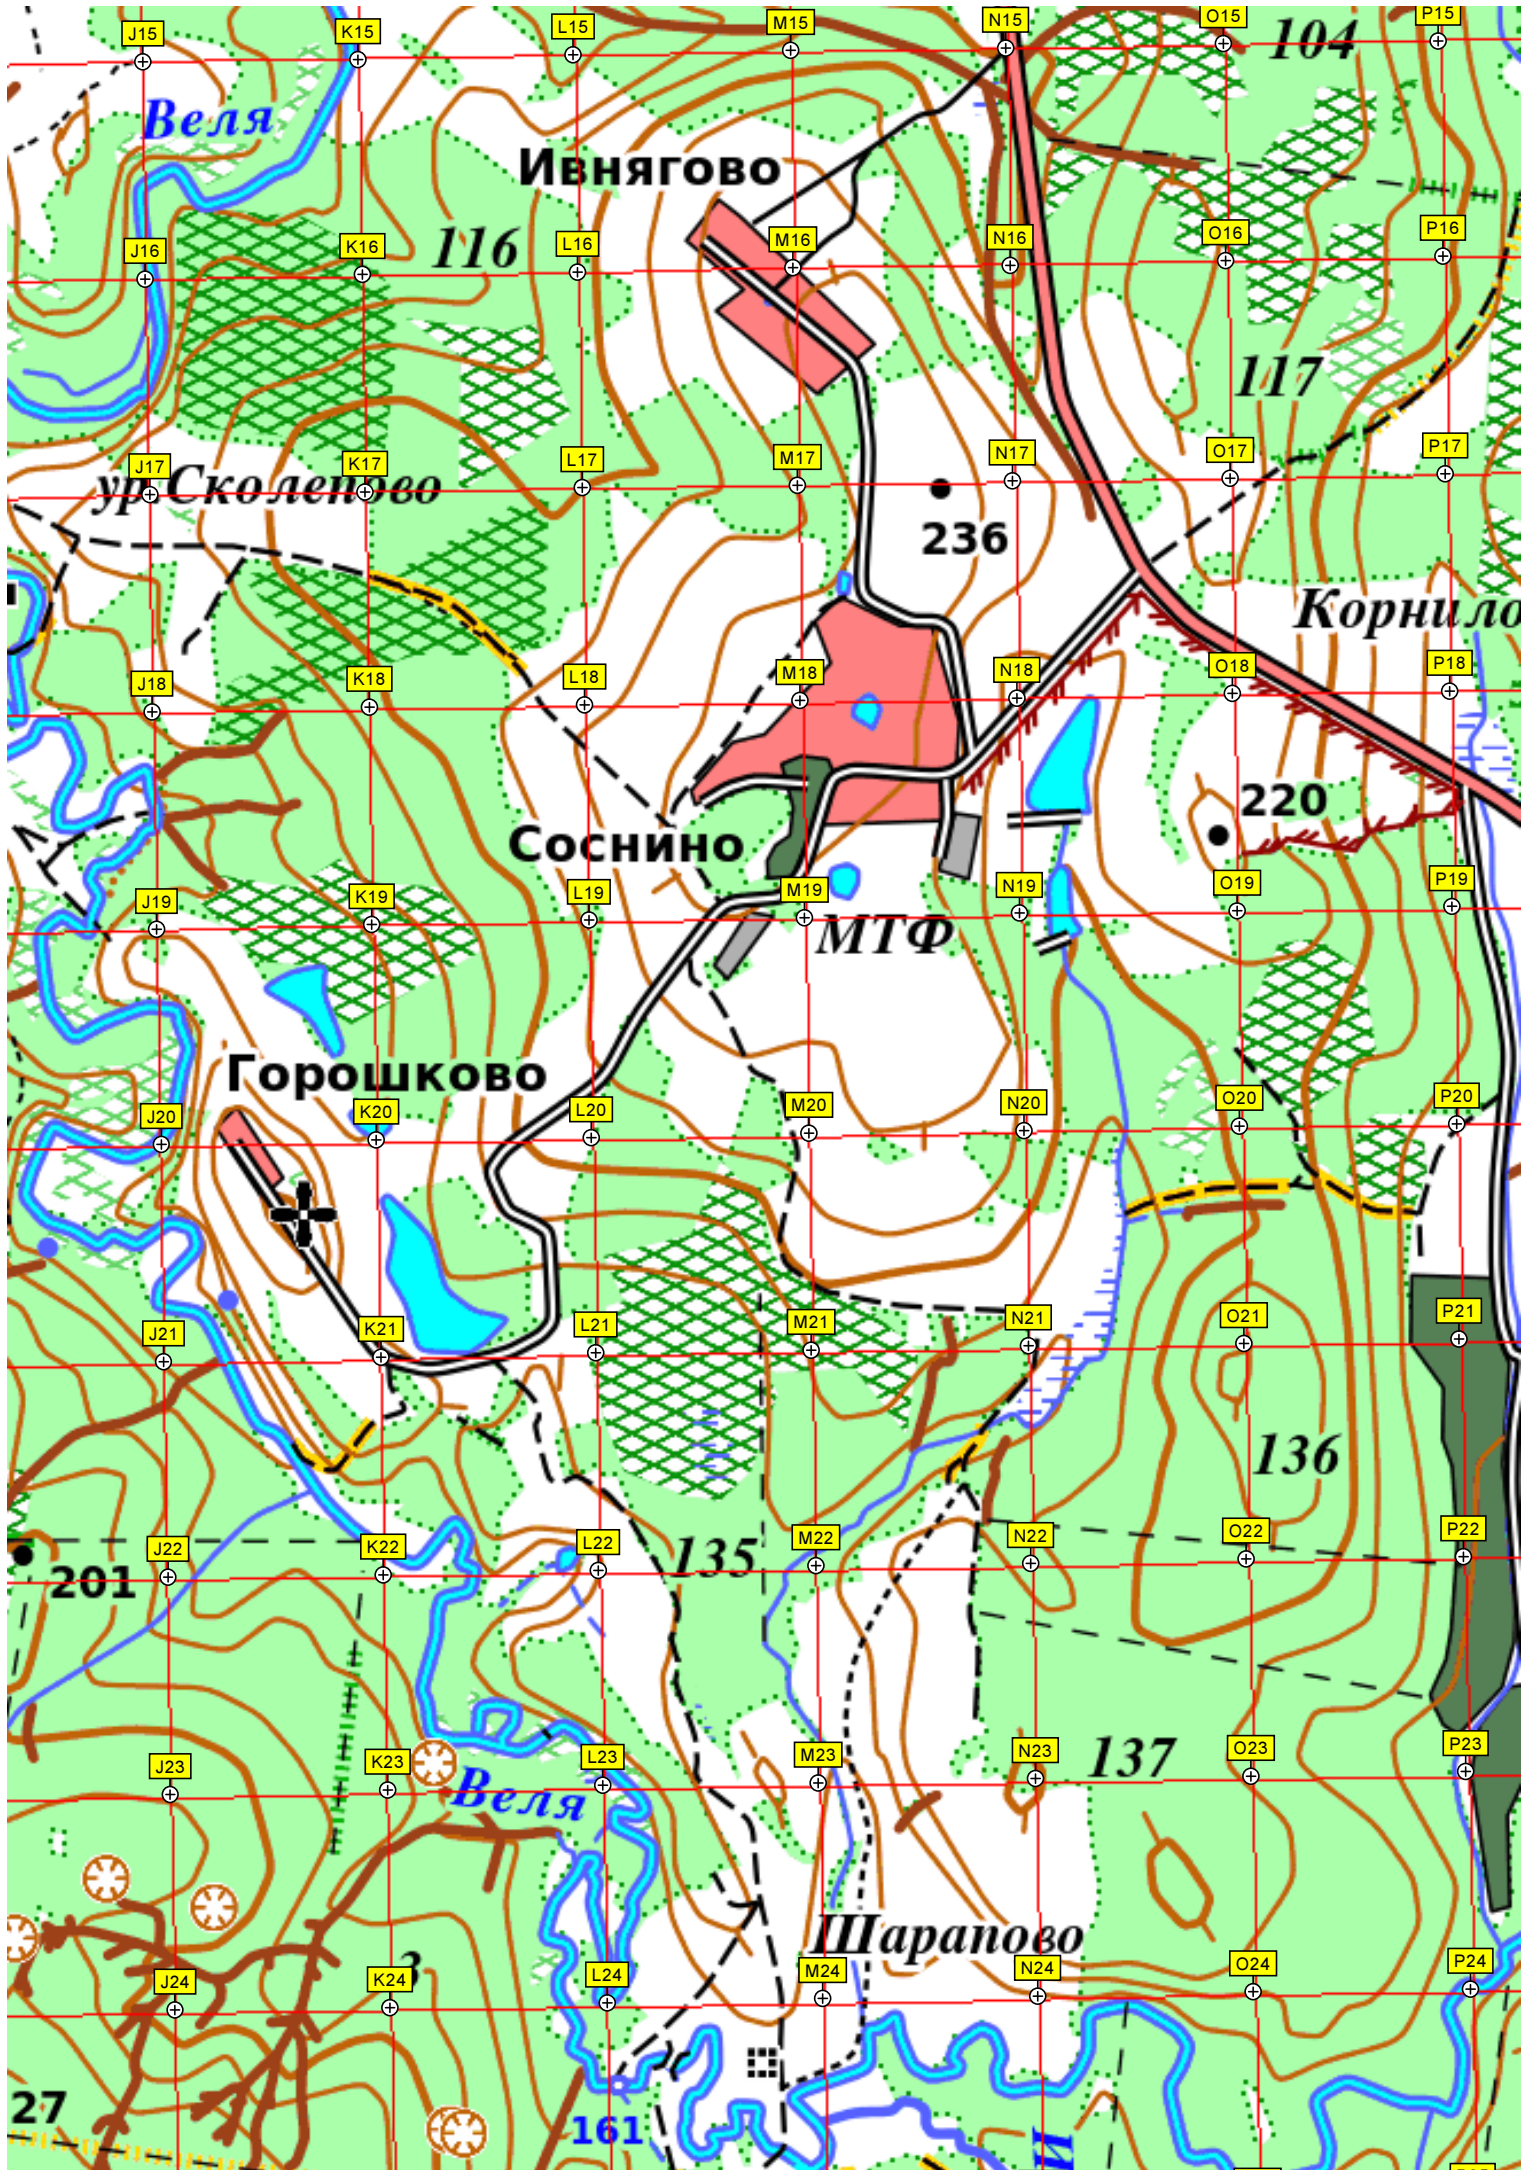 J15 K15 L15 M15 N15 O15 P15
104
Веля
Ивнягово
116
J16 K16 L16 M16 N16 O16 P16
117
J17 K17 L17 M17 N17 O17 P17
ур. Сколепово
236
Корнило
J18 K18 L18 M18 N18 O18 P18
220
Соснино
J19 K19 L19 M19 N19 O19 P19
МТФ
Горошково
J20 K20 L20 M20 N20 O20 P20
J21 K21 L21 M21 N21 O21 P21
136
J22 K22 L22 M22 N22 O22 P22
135
201
J23 K23 L23 M23 N23 O23 P23
137
Веля
Шарапово
J24 K24 L24 M24 N24 O24 P24
3
27
161
И